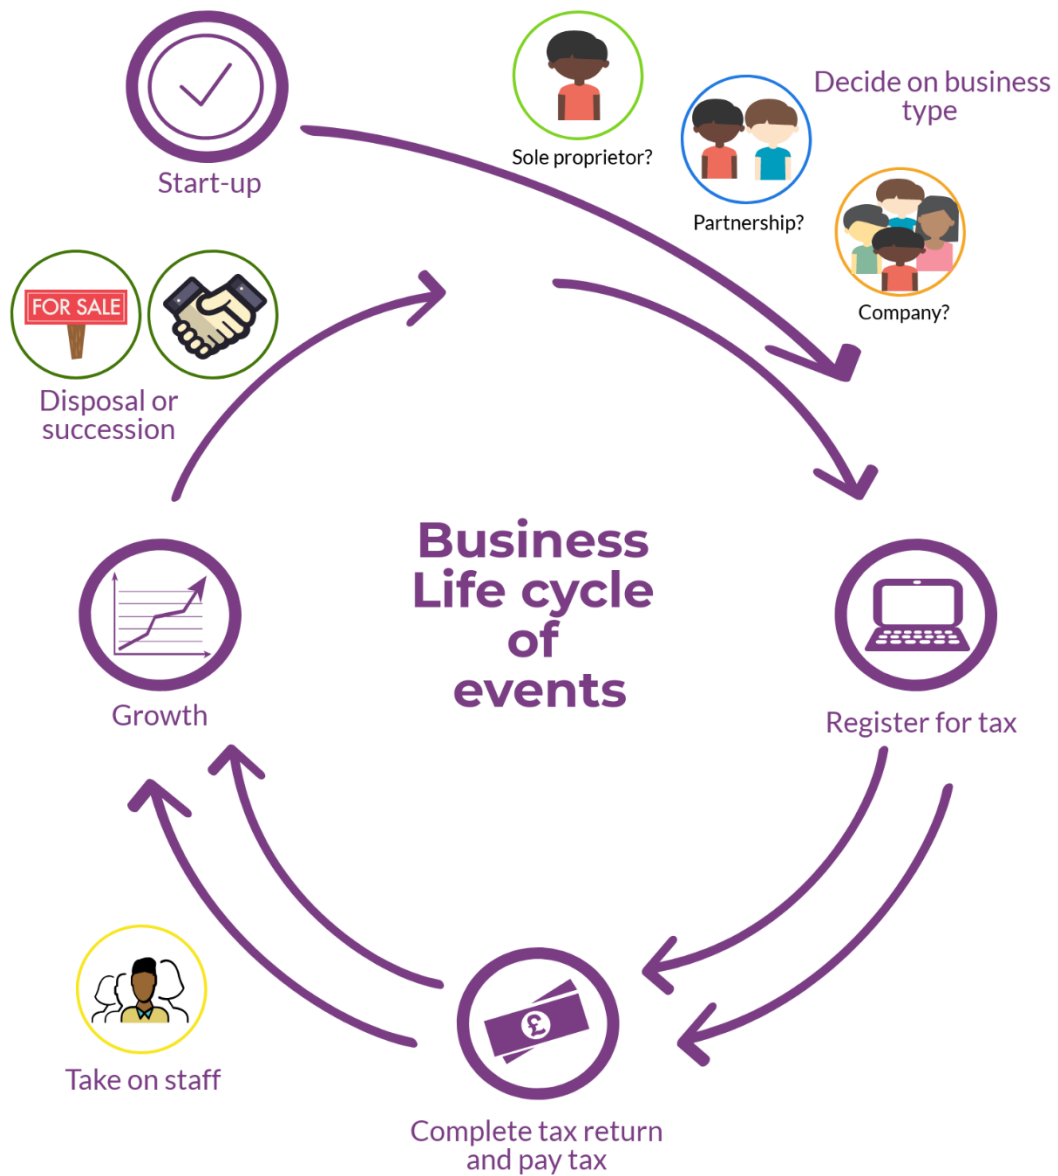 Start-up
Sole proprietor?
Partnership?
Decide on business
type
Company?
FOR SALE
Disposal or
succession
Business
Life cycle
of
events
Growth
Register for tax
Take on staff
£
Complete tax return
and pay tax